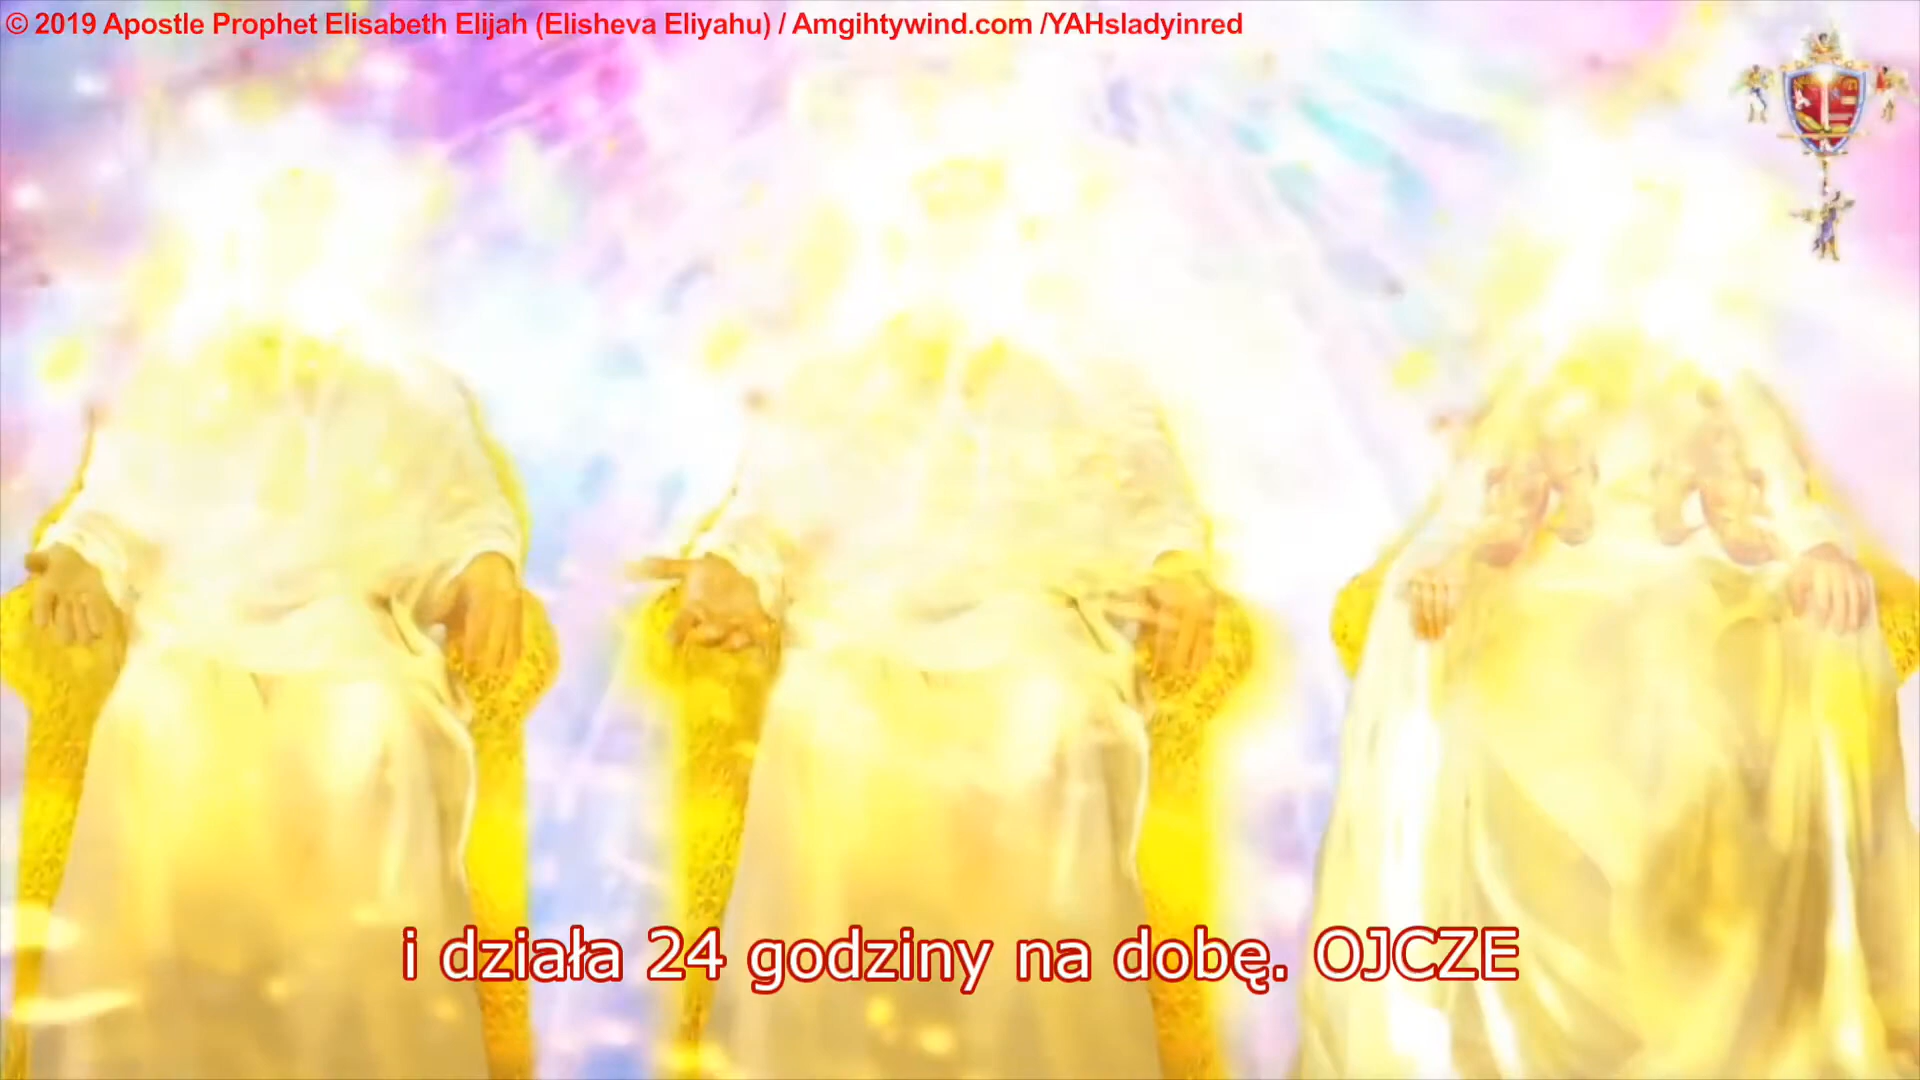 © 2019 Apostle Prophet Elisabeth Elijah (Elisheva Eliyahu) / Amgihtywind.com /YAHsladyinred
i działa 24 godziny na dobę. OJCZE